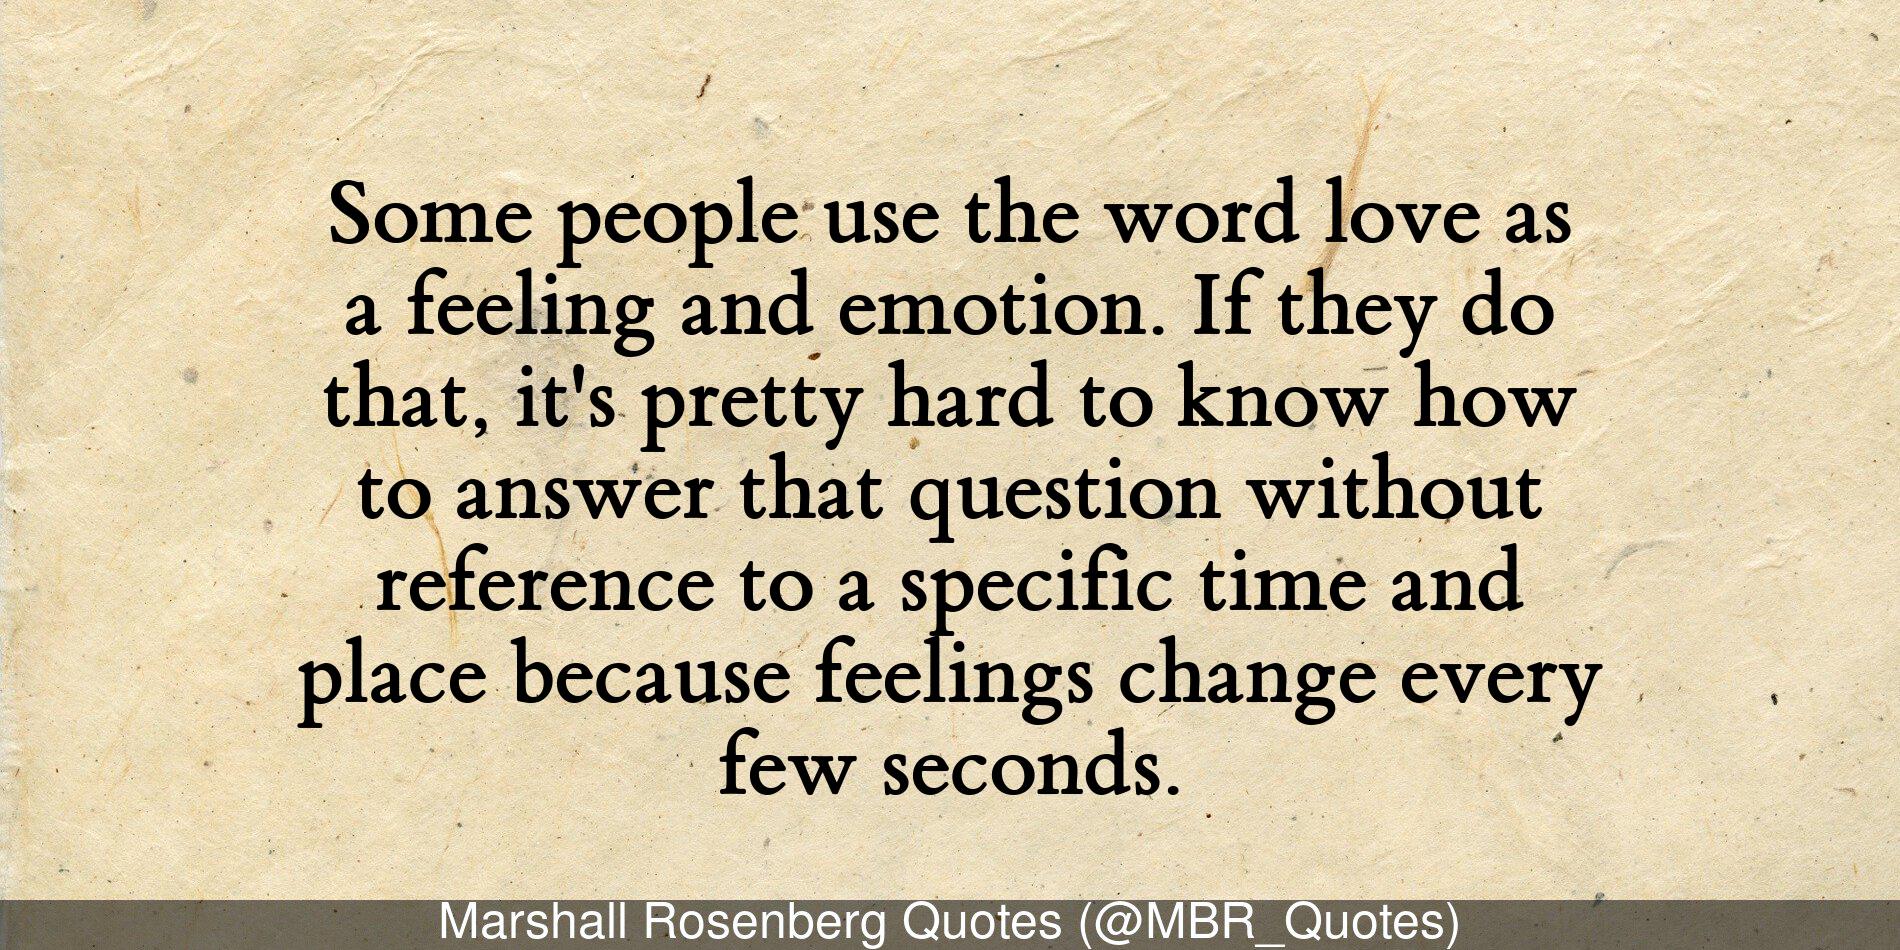 Some people use the word love as
a feeling and emotion. If they do
that, it's pretty hard to know how
to answer that question without
reference to a specific time and
place because feelings change every
few seconds.
Marshall Rosenberg Quotes (@MBR_Quotes)